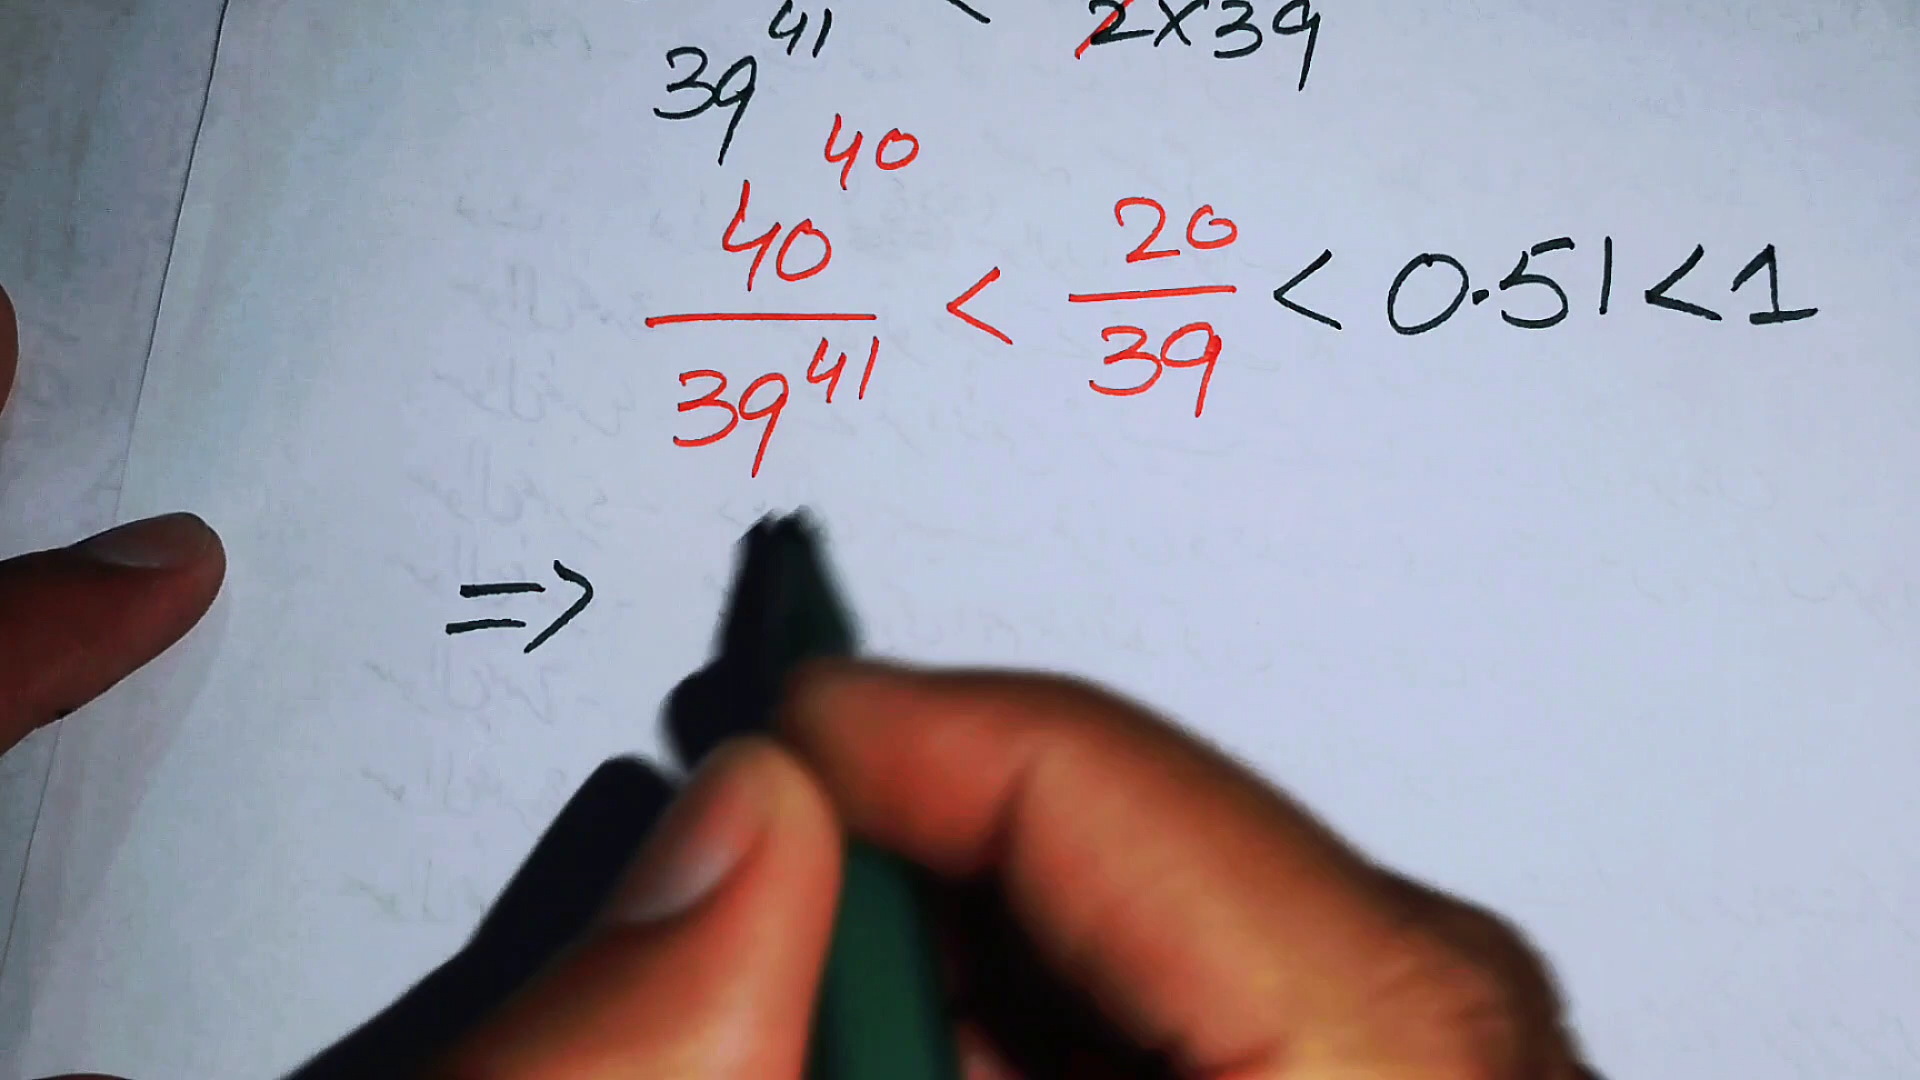 39^41 < 2×39
40^40 / 39^41 < 20/39 < 0.51 < 1
=>